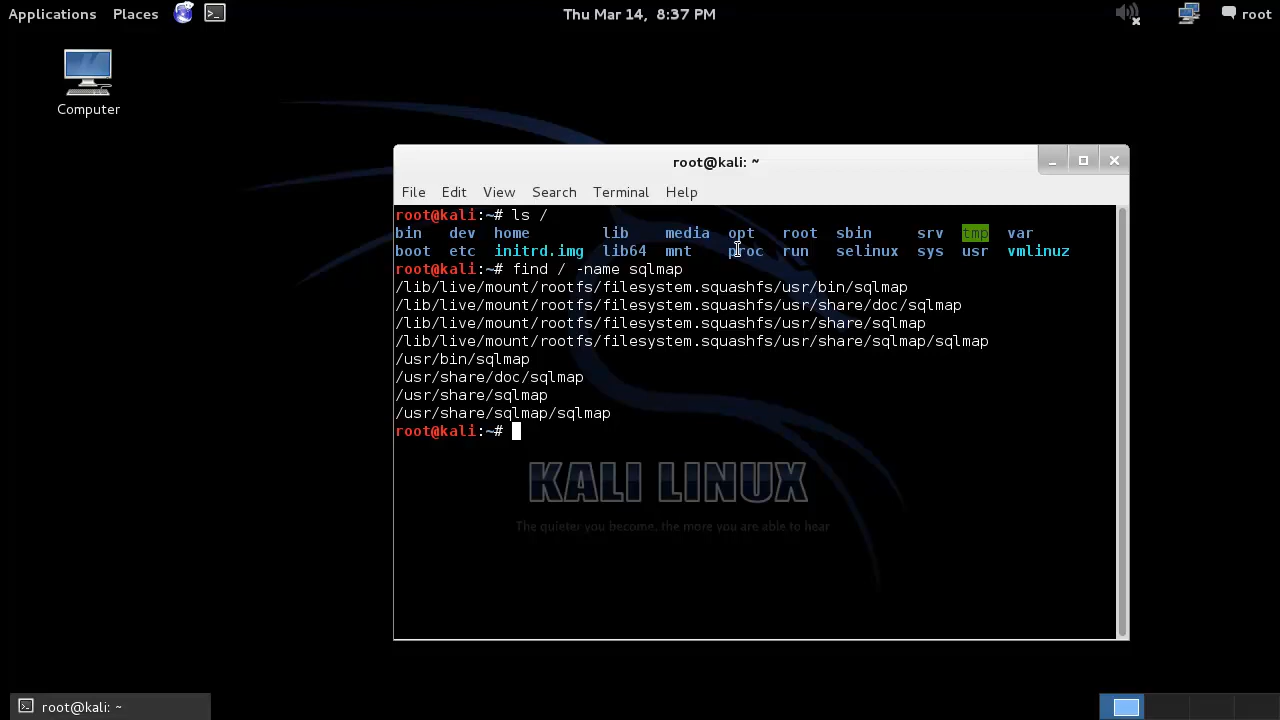 Applications Places Thu Mar 14, 8:37 PM root
Computer
root@kali: ~
File Edit View Search Terminal Help
root@kali:~# ls /
bin dev home lib media opt root sbin srv tmp var
boot etc initrd.img lib64 mnt proc run selinux sys usr vmlinuz
root@kali:~# find / -name sqlmap
/lib/live/mount/rootfs/filesystem.squashfs/usr/bin/sqlmap
/lib/live/mount/rootfs/filesystem.squashfs/usr/share/doc/sqlmap
/lib/live/mount/rootfs/filesystem.squashfs/usr/share/sqlmap
/lib/live/mount/rootfs/filesystem.squashfs/usr/share/sqlmap/sqlmap
/usr/bin/sqlmap
/usr/share/doc/sqlmap
/usr/share/sqlmap
/usr/share/sqlmap/sqlmap
root@kali:~#
KALI LINUX
The quieter you become, the more you are able to hear
root@kali: ~